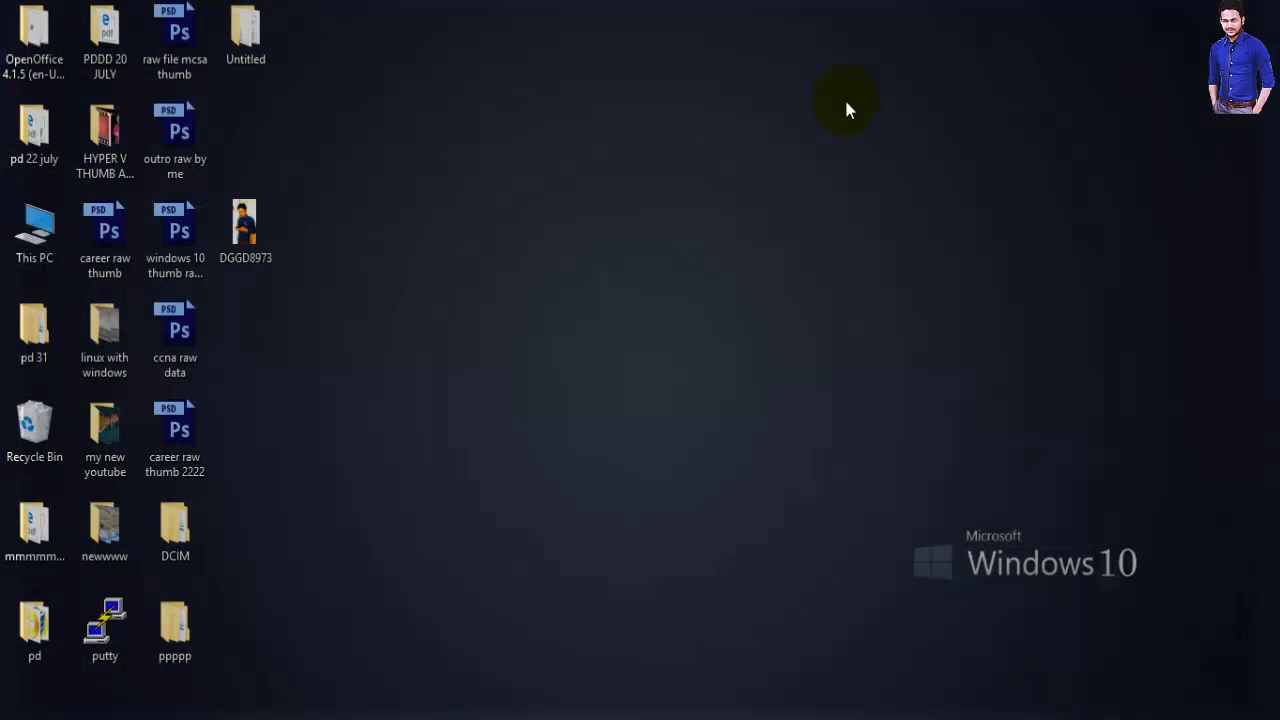 OpenOffice
4.1.5 (en-U...
PDDD 20
JULY
PSD
Ps
raw file mcsa
thumb
Untitled
pd 22 july
HYPER V
THUMB A...
PSD
Ps
outro raw by
me
This PC
PSD
Ps
career raw
thumb
PSD
Ps
windows 10
thumb ra...
DGGD8973
pd 31
linux with
windows
PSD
Ps
ccna raw
data
Recycle Bin
my new
youtube
PSD
Ps
career raw
thumb 2222
mmmmm...
newwww
DCIM
pd
putty
ppppp
Microsoft
Windows 10